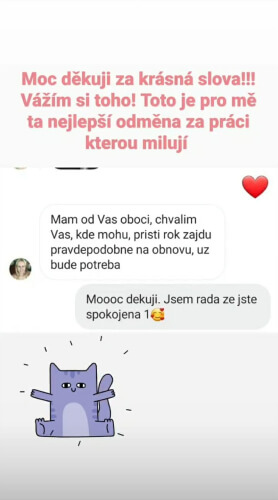 Moc děkuji za krásná slova!!!
Vážím si toho! Toto je pro mě
ta nejlepší odměna za práci
kterou miluji
Mam od Vas oboci, chvalim
Vas, kde mohu, pristi rok zajdu
pravdepodobne na obnovu, uz
bude potreba
Moooc dekuji. Jsem rada ze jste
spokojena 1🥰